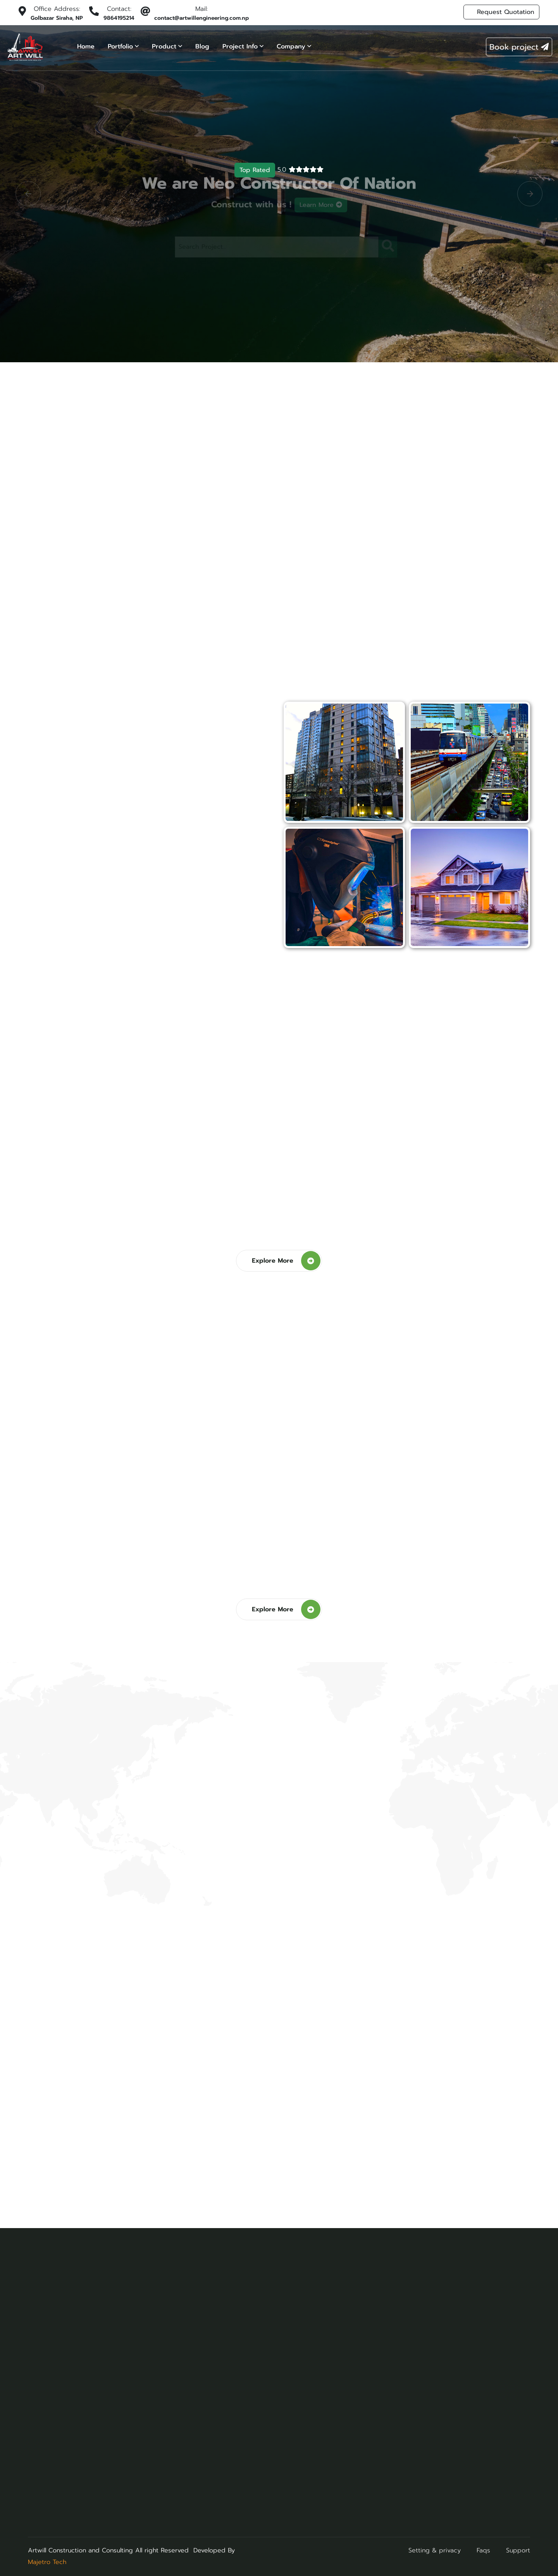 Office Address:
Golbazar Siraha, NP
Contact:
9864195214
Mail:
contact@artwillengineering.com.np
Request Quotation
ART WILL
Home
Portfolio
Product
Blog
Project Info
Company
Book project
Top Rated 5.0
We are Neo Constructor Of Nation
Construct with us ! Learn More
Explore More
Explore More
Artwill Construction and Consulting All right Reserved Developed By
Majetro Tech
Setting & privacy
Faqs
Support